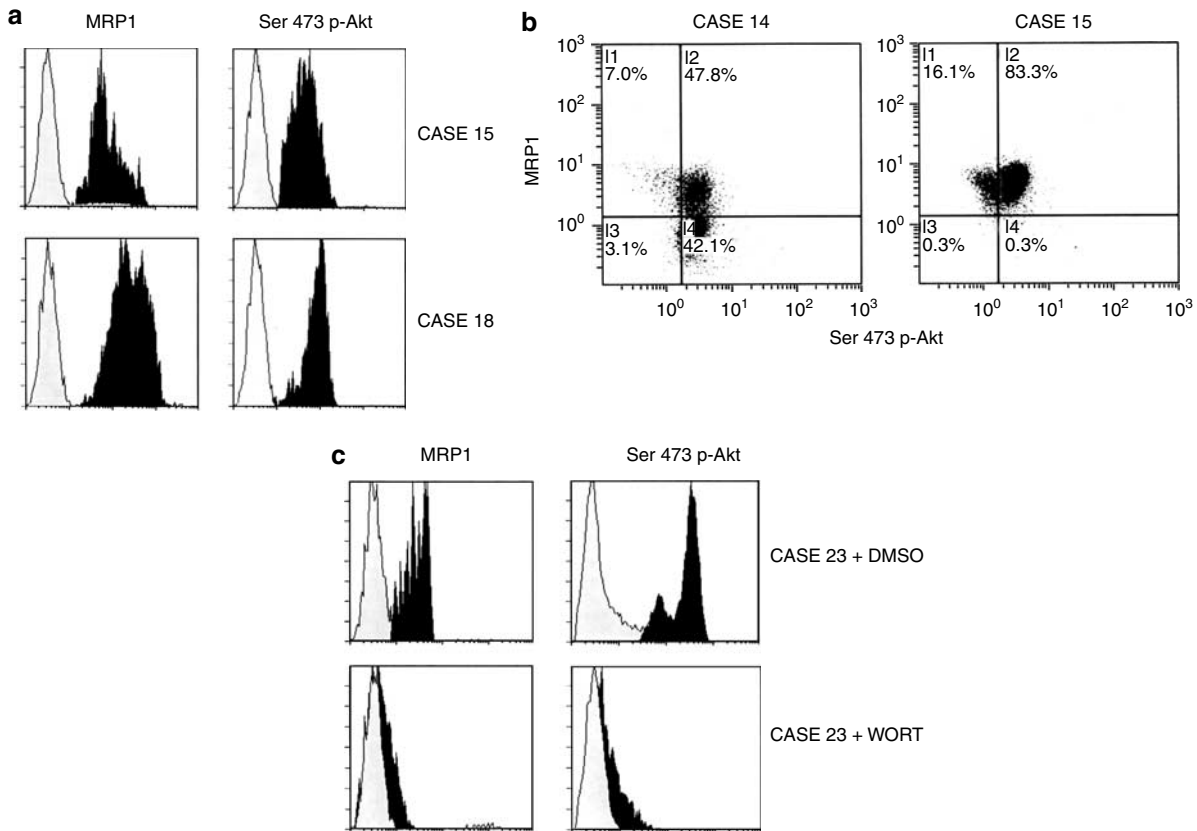 a
MRP1
Ser 473 p-Akt
CASE 15
CASE 18
b
CASE 14
CASE 15
MRP1
10³
10²
10¹
10⁰
I1
7.0%
I2
47.8%
I3
3.1%
I4
42.1%
10⁰ 10¹ 10² 10³
10³
10²
10¹
10⁰
I1
16.1%
I2
83.3%
I3
0.3%
I4
0.3%
10⁰ 10¹ 10² 10³
Ser 473 p-Akt
c
MRP1
Ser 473 p-Akt
CASE 23 + DMSO
CASE 23 + WORT